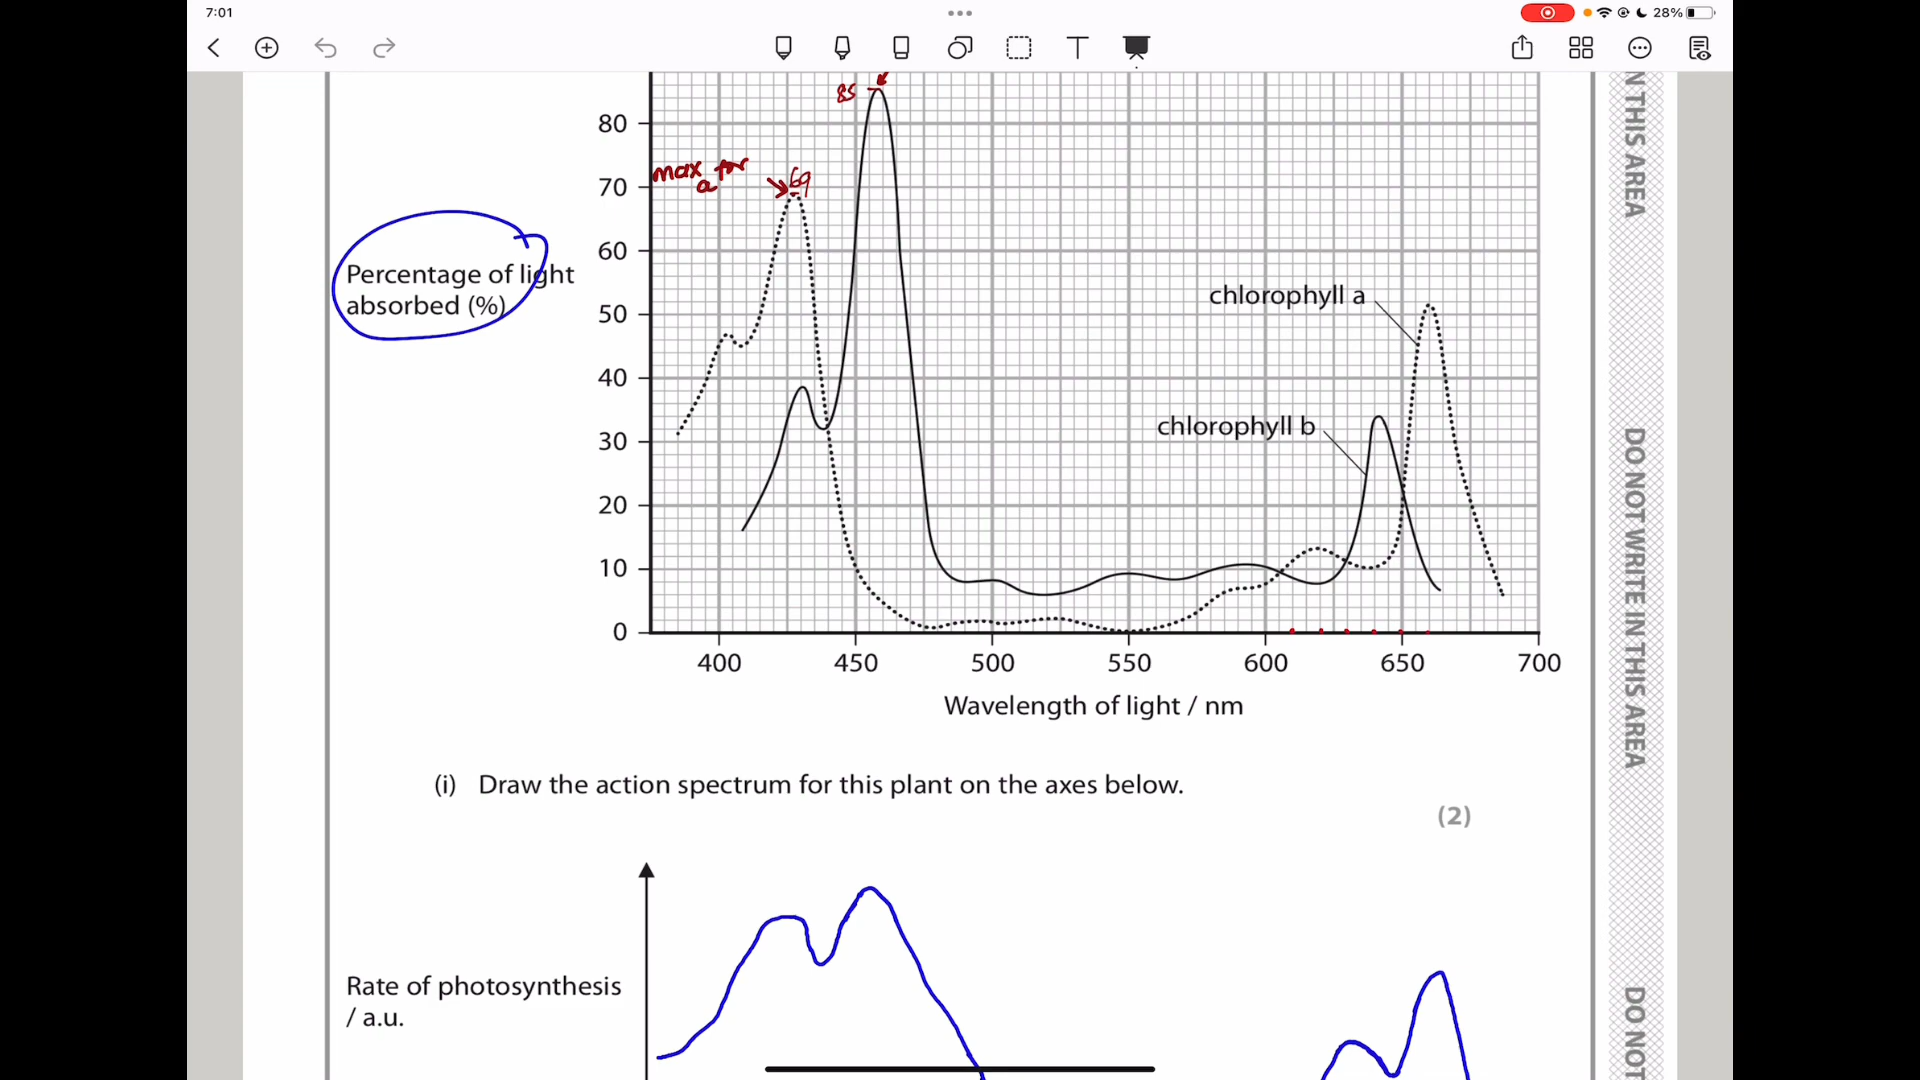 7:01
28%
85
80
max for
a
69
70
60
Percentage of light
absorbed (%)
50
40
30
20
10
0
chlorophyll a
chlorophyll b
400 450 500 550 600 650 700
Wavelength of light / nm
(i) Draw the action spectrum for this plant on the axes below.
(2)
Rate of photosynthesis
/ a.u.
N THIS AREA
DO NOT WRITE IN THIS AREA
DO NOT